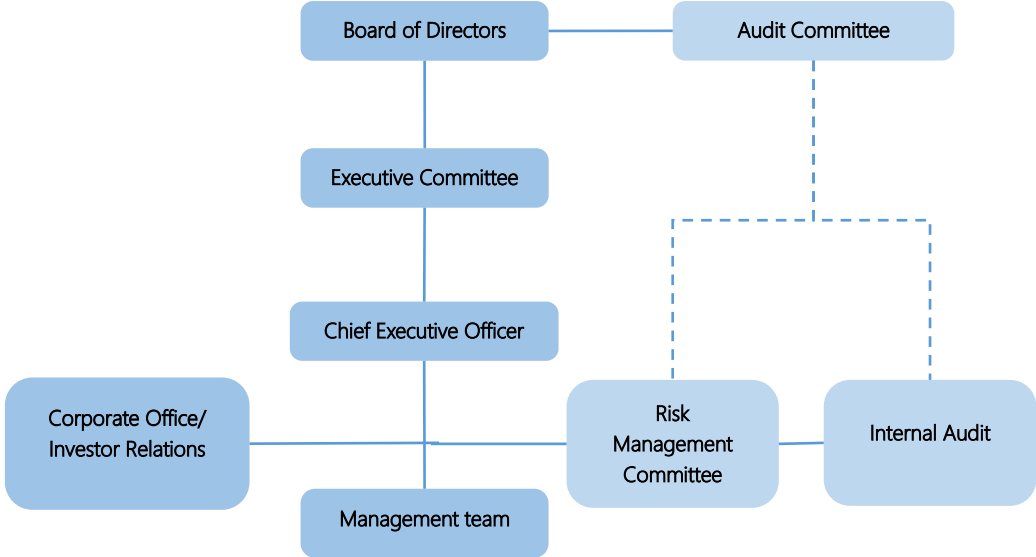 Board of Directors
Audit Committee
Executive Committee
Chief Executive Officer
Corporate Office/
Investor Relations
Risk
Management
Committee
Internal Audit
Management team